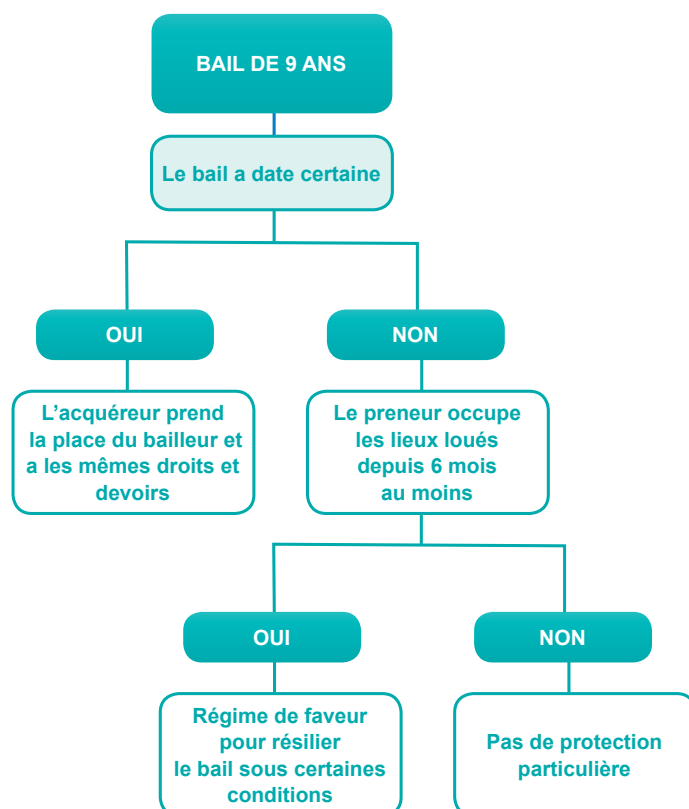 BAIL DE 9 ANS
Le bail a date certaine
OUI
NON
L'acquéreur prend
la place du bailleur et
a les mêmes droits et
devoirs
Le preneur occupe
les lieux loués
depuis 6 mois
au moins
OUI
NON
Régime de faveur
pour résilier
le bail sous certaines
conditions
Pas de protection
particulière